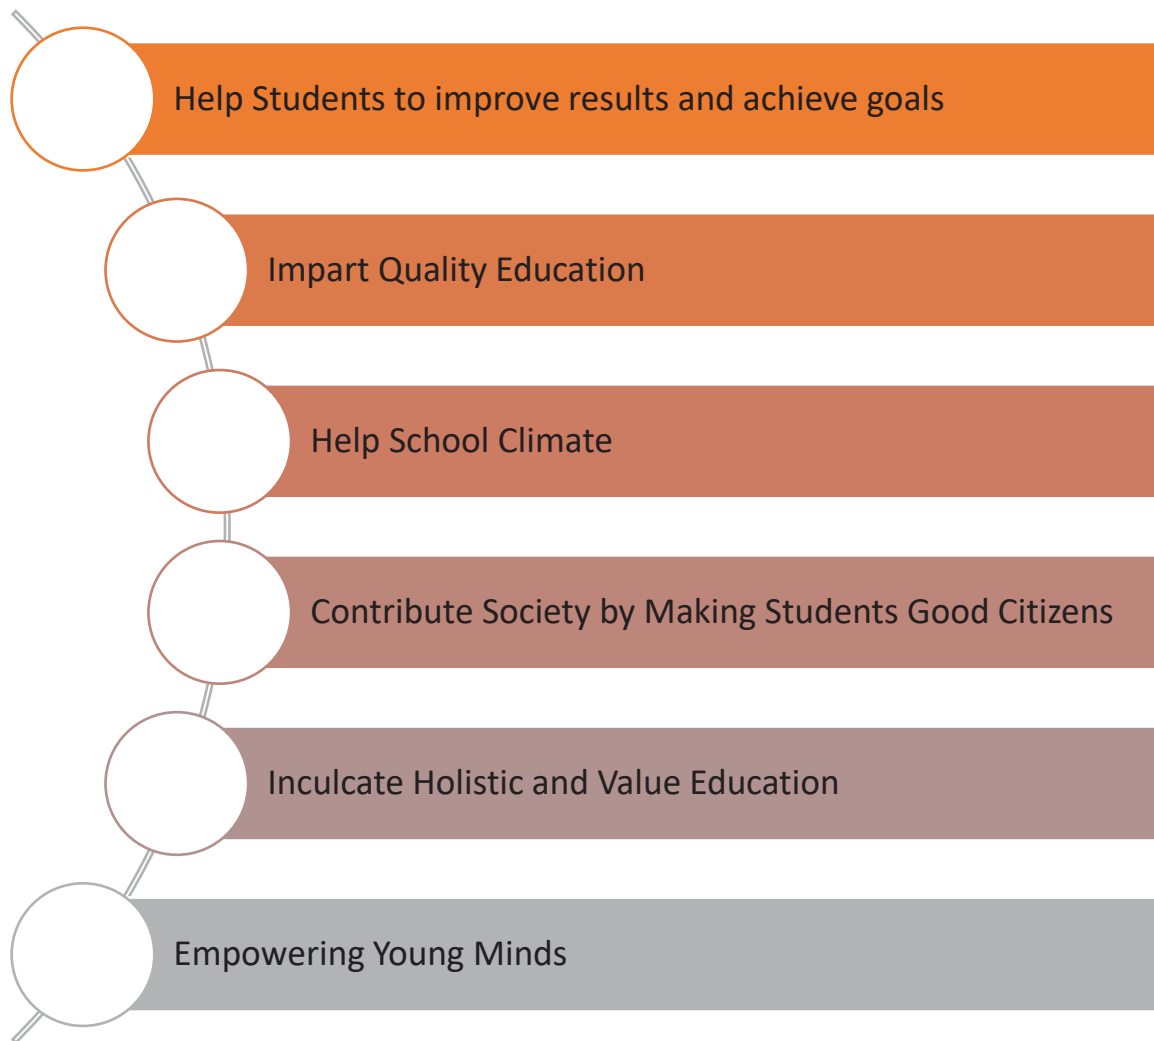 Help Students to improve results and achieve goals
Impart Quality Education
Help School Climate
Contribute Society by Making Students Good Citizens
Inculcate Holistic and Value Education
Empowering Young Minds